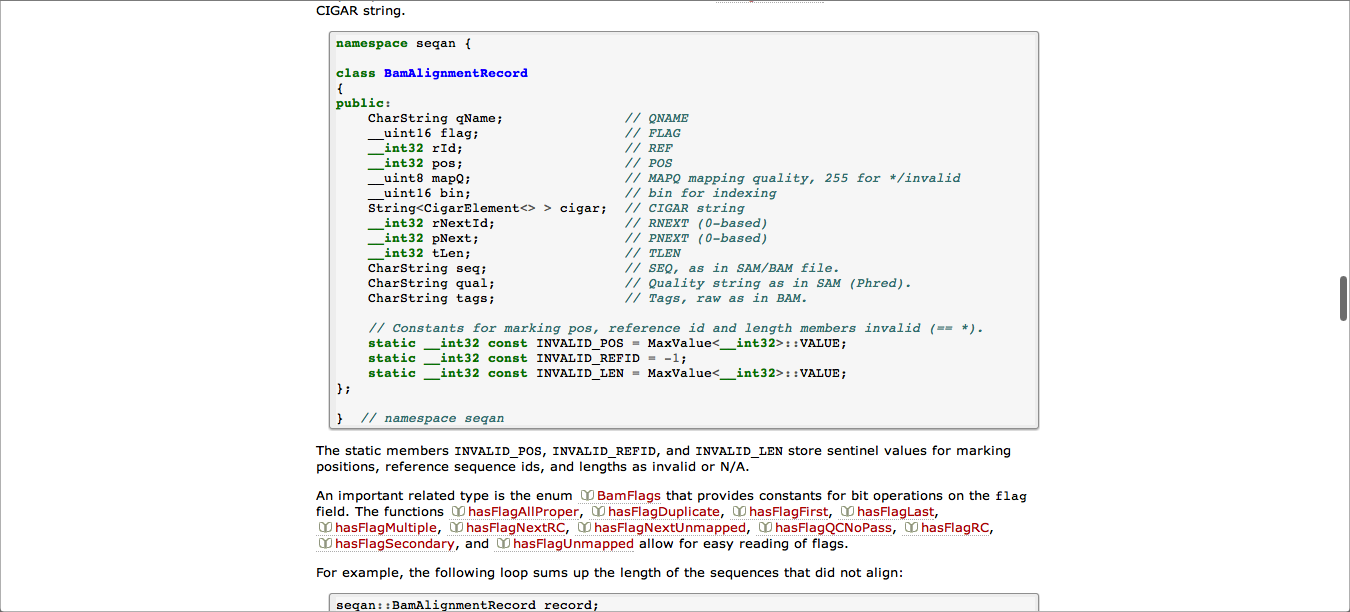 CIGAR string.
namespace seqan {
class BamAlignmentRecord
{
public:
    CharString qName;               // QNAME
    __uint16 flag;                  // FLAG
    __int32 rId;                    // REF
    __int32 pos;                    // POS
    __uint8 mapQ;                   // MAPQ mapping quality, 255 for */invalid
    __uint16 bin;                   // bin for indexing
    String<CigarElement<> > cigar;  // CIGAR string
    __int32 rNextId;                // RNEXT (0-based)
    __int32 pNext;                  // PNEXT (0-based)
    __int32 tLen;                   // TLEN
    CharString seq;                 // SEQ, as in SAM/BAM file.
    CharString qual;                // Quality string as in SAM (Phred).
    CharString tags;                // Tags, raw as in BAM.
    // Constants for marking pos, reference id and length members invalid (== *).
    static __int32 const INVALID_POS = MaxValue<__int32>::VALUE;
    static __int32 const INVALID_REFID = -1;
    static __int32 const INVALID_LEN = MaxValue<__int32>::VALUE;
};
}  // namespace seqan
The static members INVALID_POS, INVALID_REFID, and INVALID_LEN store sentinel values for marking
positions, reference sequence ids, and lengths as invalid or N/A.
An important related type is the enum BamFlags that provides constants for bit operations on the flag
field. The functions hasFlagAllProper, hasFlagDuplicate, hasFlagFirst, hasFlagLast,
hasFlagMultiple, hasFlagNextRC, hasFlagNextUnmapped, hasFlagQCNoPass, hasFlagRC,
hasFlagSecondary, and hasFlagUnmapped allow for easy reading of flags.
For example, the following loop sums up the length of the sequences that did not align:
seqan::BamAlignmentRecord record;